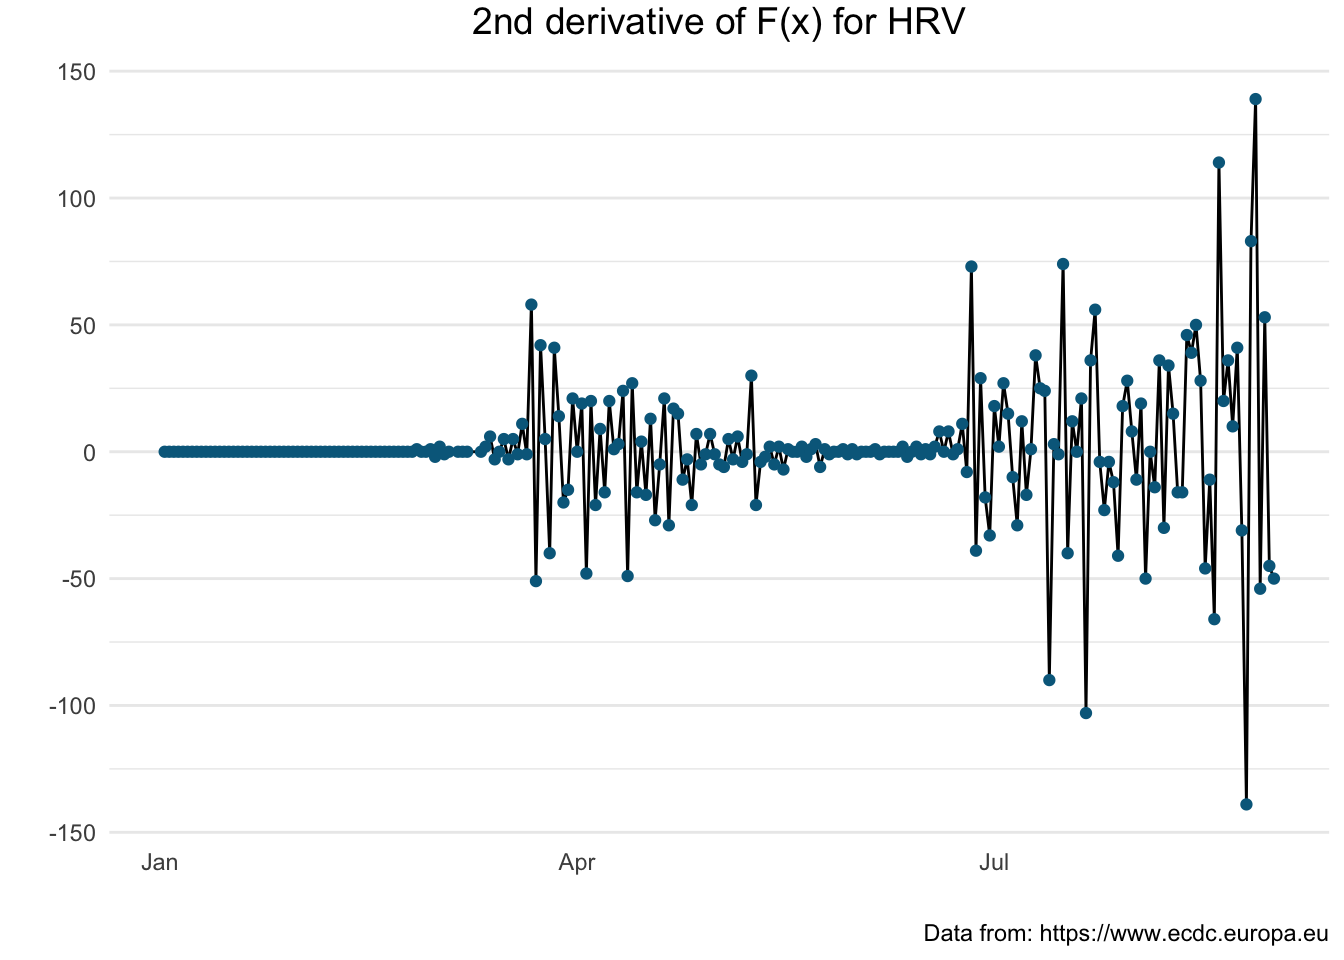 2nd derivative of F(x) for HRV
150
100
50
0
-50
-100
-150
Jan Apr Jul
Data from: https://www.ecdc.europa.eu